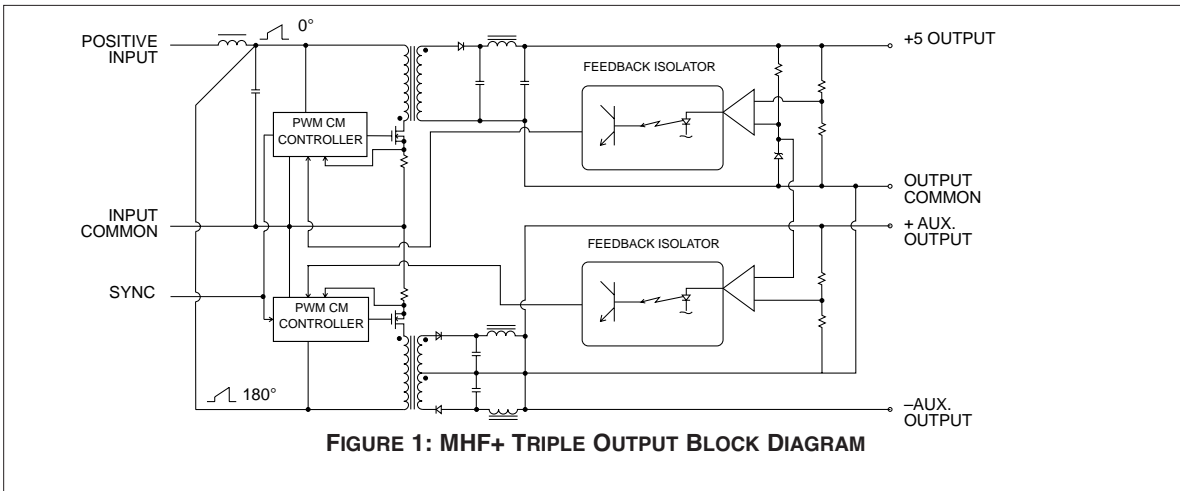 0°
POSITIVE
INPUT
+5 OUTPUT
FEEDBACK ISOLATOR
PWM CM
CONTROLLER
OUTPUT
COMMON
INPUT
COMMON
+ AUX.
OUTPUT
FEEDBACK ISOLATOR
SYNC
PWM CM
CONTROLLER
180°
–AUX.
OUTPUT
FIGURE 1: MHF+ TRIPLE OUTPUT BLOCK DIAGRAM